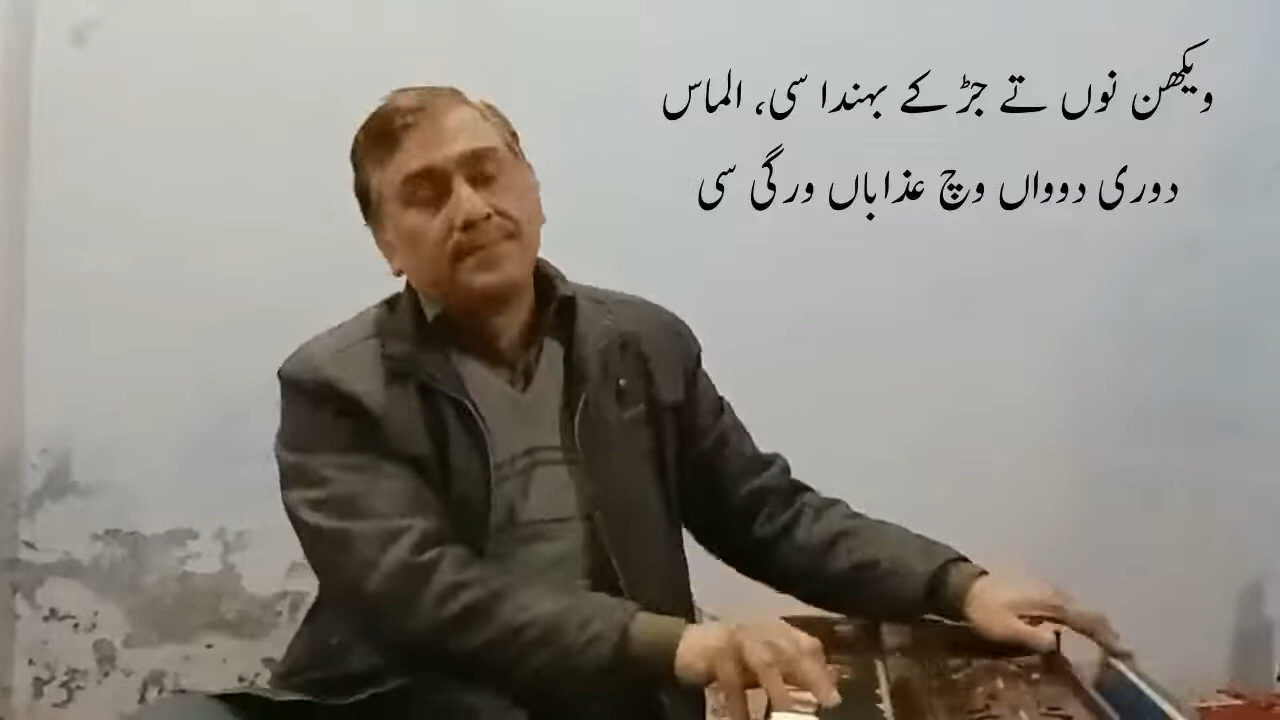 ویکھن نوں تے جڑ کے بہندا سی، الماس
دوری دوواں وچ عذاباں ورگی سی